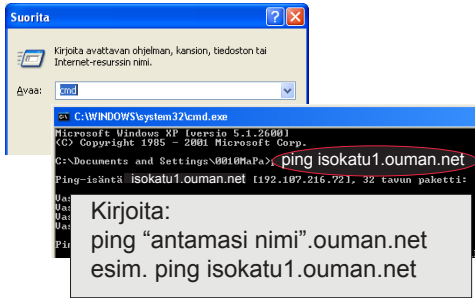 Suorita
Kirjoita avattavan ohjelman, kansion, tiedoston tai
Internet-resurssin nimi.
Avaa: cmd
C:\WINDOWS\system32\cmd.exe
Microsoft Windows XP [versio 5.1.2600]
(C) Copyright 1985 - 2001 Microsoft Corp.
C:\Documents and Settings\0010MaPa> ping isokatu1.ouman.net
Ping-isäntä isokatu1.ouman.net [192.107.216.72], 32 tavun paketti:
Kirjoita:
ping “antamasi nimi”.ouman.net
esim. ping isokatu1.ouman.net